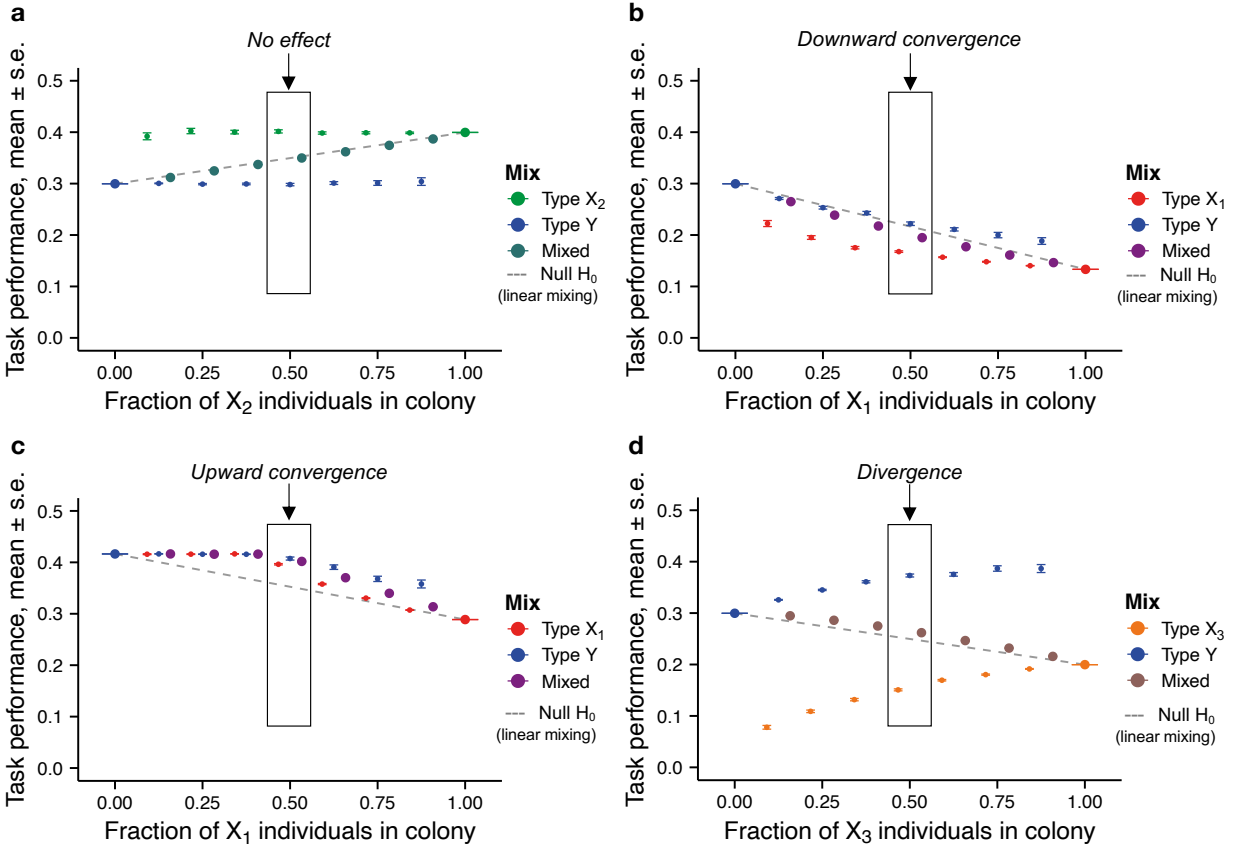 a
No effect
Task performance, mean ± s.e.
0.5
0.4
0.3
0.2
0.1
0.0
0.00 0.25 0.50 0.75 1.00
Fraction of X₂ individuals in colony
Mix
Type X₂
Type Y
Mixed
Null H₀
(linear mixing)
b
Downward convergence
Task performance, mean ± s.e.
0.5
0.4
0.3
0.2
0.1
0.0
0.00 0.25 0.50 0.75 1.00
Fraction of X₁ individuals in colony
Mix
Type X₁
Type Y
Mixed
Null H₀
(linear mixing)
c
Upward convergence
Task performance, mean ± s.e.
0.5
0.4
0.3
0.2
0.1
0.0
0.00 0.25 0.50 0.75 1.00
Fraction of X₁ individuals in colony
Mix
Type X₁
Type Y
Mixed
Null H₀
(linear mixing)
d
Divergence
Task performance, mean ± s.e.
0.5
0.4
0.3
0.2
0.1
0.0
0.00 0.25 0.50 0.75 1.00
Fraction of X₃ individuals in colony
Mix
Type X₃
Type Y
Mixed
Null H₀
(linear mixing)